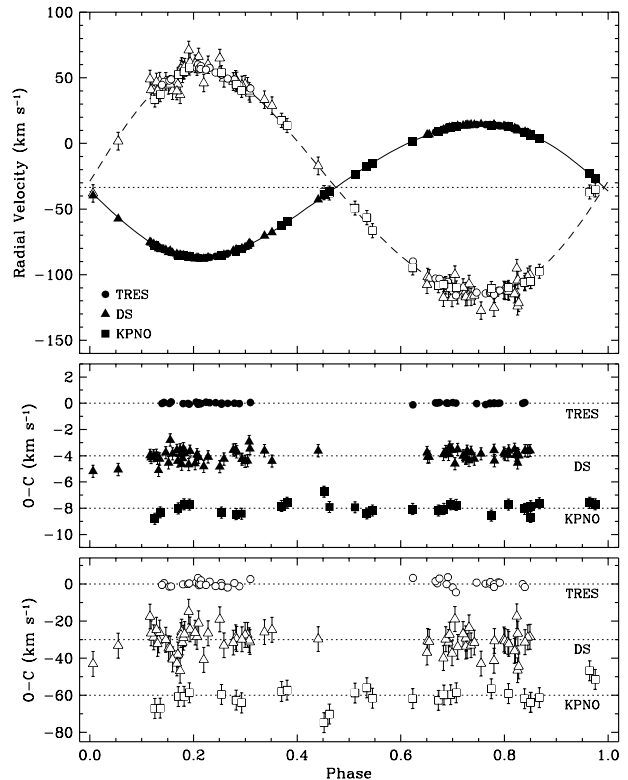 100
50
0
−50
−100
−150
Radial Velocity (km s⁻¹)
TRES
DS
KPNO
2
0
−2
−4
−6
−8
−10
O−C (km s⁻¹)
TRES
DS
KPNO
0
−20
−40
−60
−80
O−C (km s⁻¹)
TRES
DS
KPNO
0.0 0.2 0.4 0.6 0.8 1.0
Phase